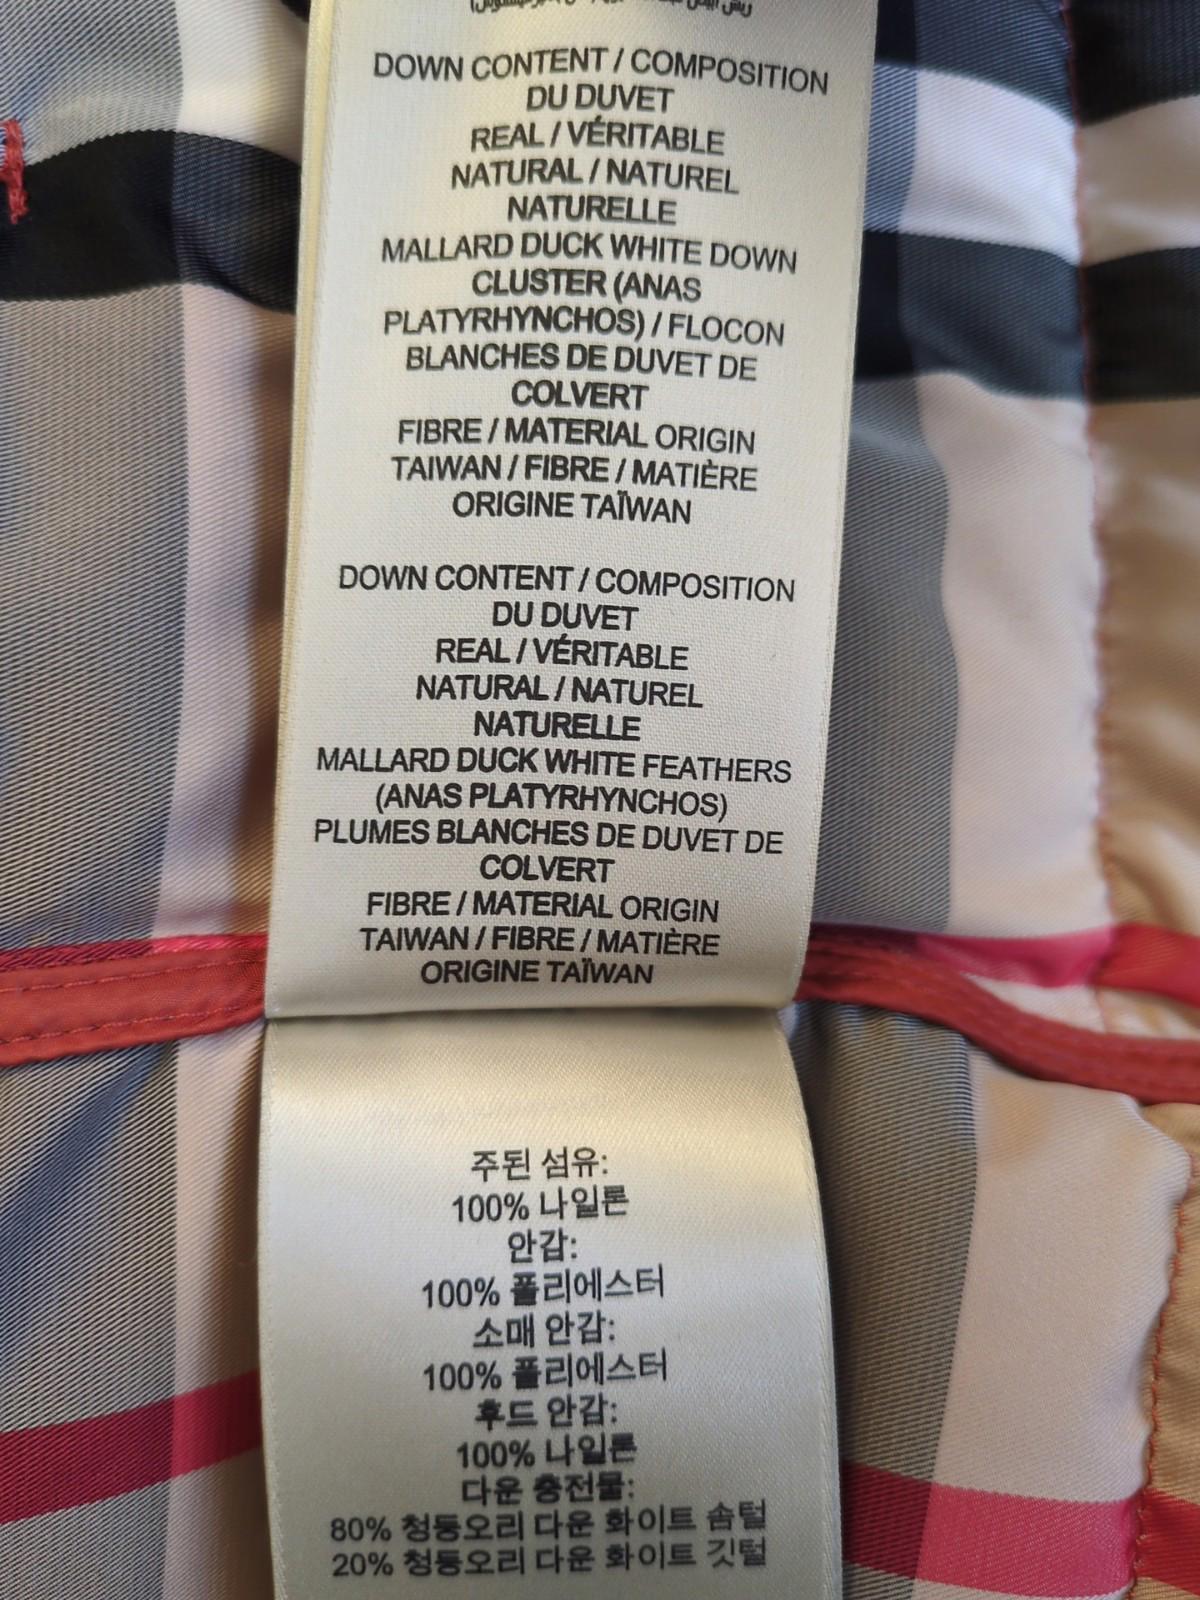 DOWN CONTENT / COMPOSITION
DU DUVET
REAL / VÉRITABLE
NATURAL / NATUREL
NATURELLE
MALLARD DUCK WHITE DOWN
CLUSTER (ANAS
PLATYRHYNCHOS) / FLOCON
BLANCHES DE DUVET DE
COLVERT
FIBRE / MATERIAL ORIGIN
TAIWAN / FIBRE / MATIÈRE
ORIGINE TAÏWAN
DOWN CONTENT / COMPOSITION
DU DUVET
REAL / VÉRITABLE
NATURAL / NATUREL
NATURELLE
MALLARD DUCK WHITE FEATHERS
(ANAS PLATYRHYNCHOS)
PLUMES BLANCHES DE DUVET DE
COLVERT
FIBRE / MATERIAL ORIGIN
TAIWAN / FIBRE / MATIÈRE
ORIGINE TAÏWAN
주된 섬유:
100% 나일론
안감:
100% 폴리에스터
소매 안감:
100% 폴리에스터
후드 안감:
100% 나일론
다운 충전물:
80% 청둥오리 다운 화이트 솜털
20% 청둥오리 다운 화이트 깃털